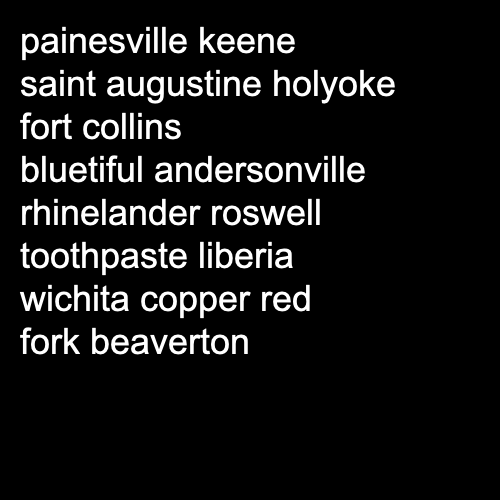 painesville keene
saint augustine holyoke
fort collins
bluetiful andersonville
rhinelander roswell
toothpaste liberia
wichita copper red
fork beaverton